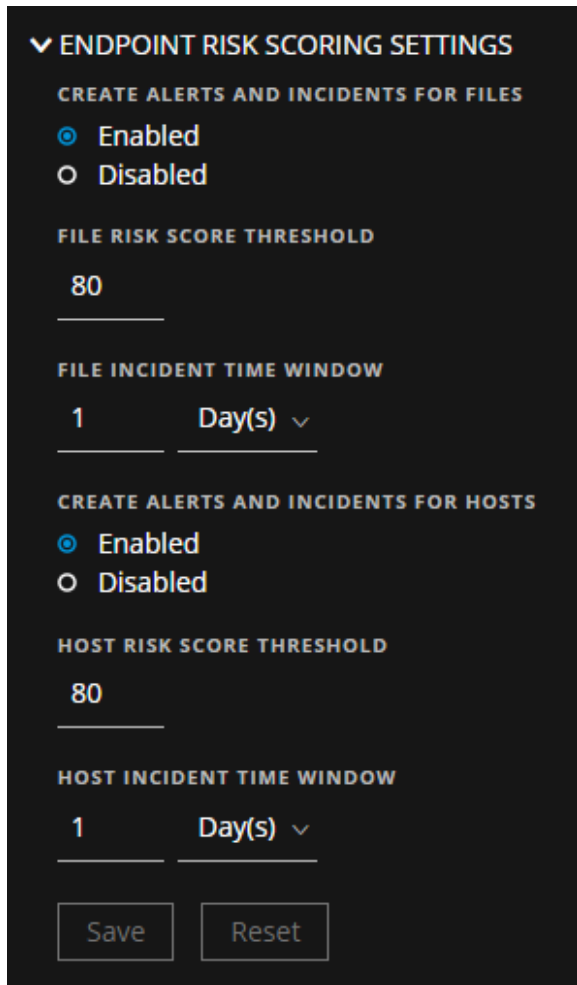 ENDPOINT RISK SCORING SETTINGS
CREATE ALERTS AND INCIDENTS FOR FILES
Enabled
Disabled
FILE RISK SCORE THRESHOLD
80
FILE INCIDENT TIME WINDOW
1 Day(s)
CREATE ALERTS AND INCIDENTS FOR HOSTS
Enabled
Disabled
HOST RISK SCORE THRESHOLD
80
HOST INCIDENT TIME WINDOW
1 Day(s)
Save Reset